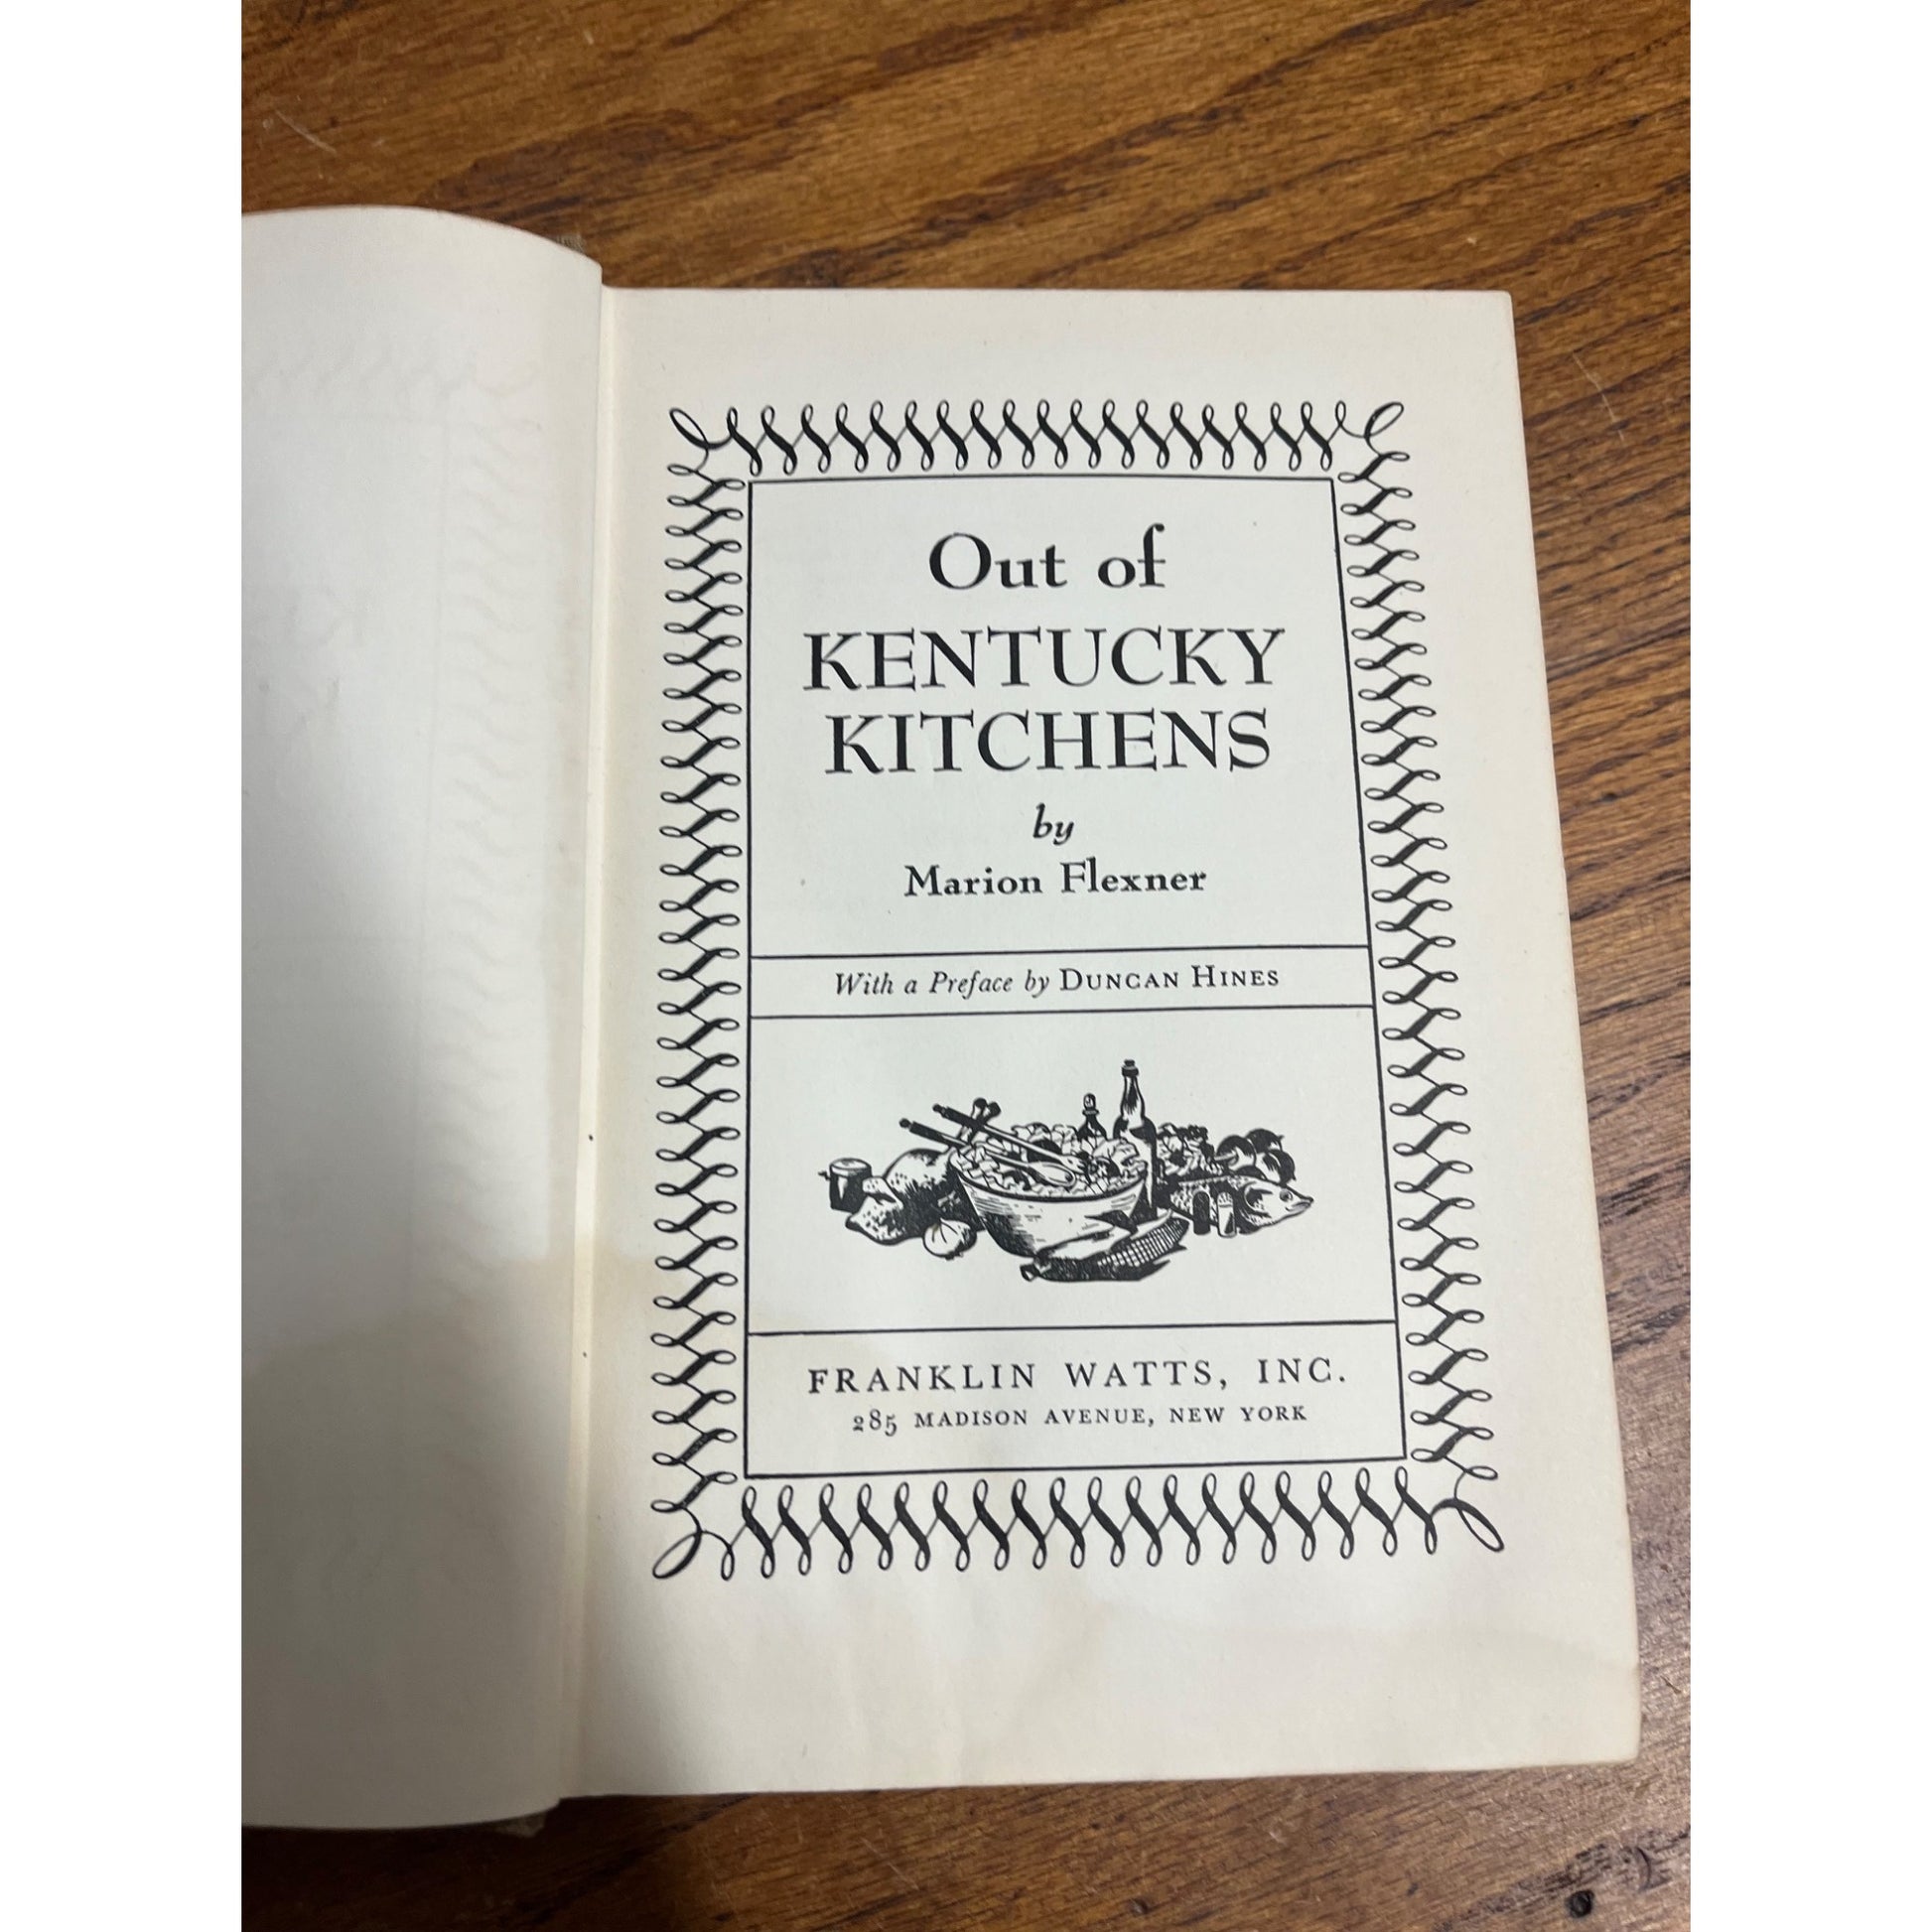 Out of
KENTUCKY
KITCHENS
by
Marion Flexner
With a Preface by DUNCAN HINES
FRANKLIN WATTS, INC.
285 MADISON AVENUE, NEW YORK